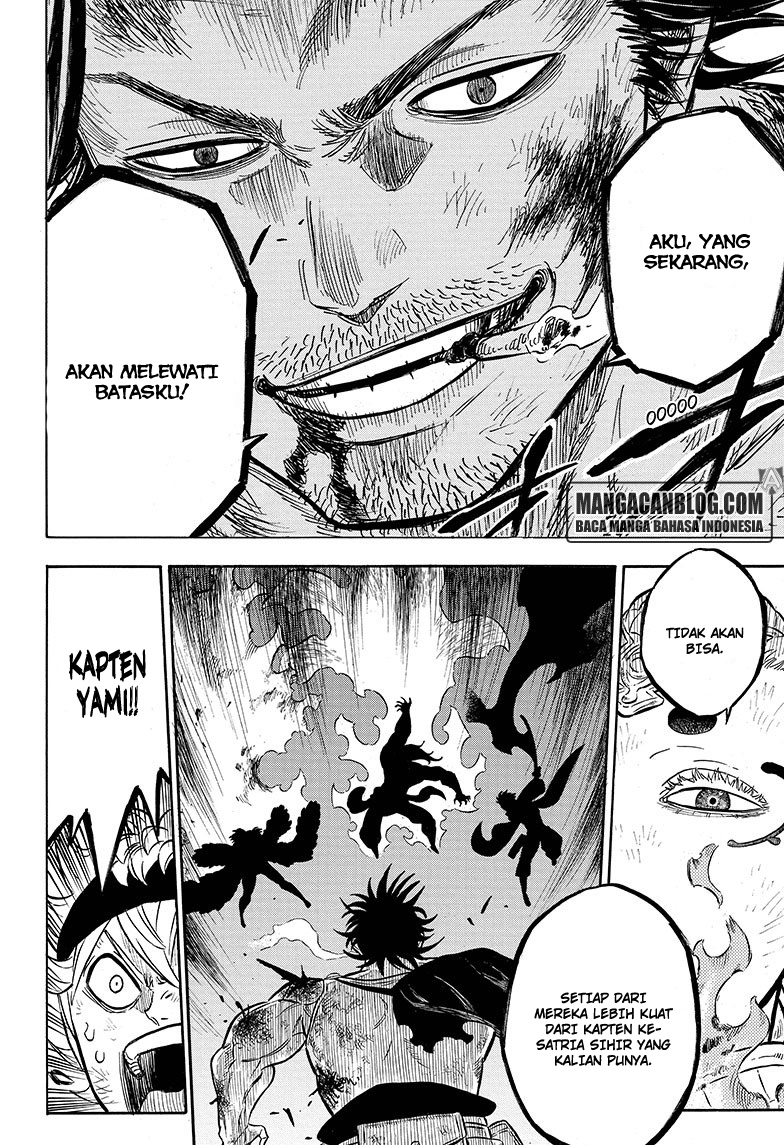 AKU, YANG
SEKARANG,
AKAN MELEWATI
BATASKU!
OOOOO
MANGACANBLOG.COM
BACA MANGA BAHASA INDONESIA
TIDAK AKAN
BISA.
SETIAP DARI
MEREKA LEBIH KUAT
DARI KAPTEN KE-
SATRIA SIHIR YANG
KALIAN PUNYA.
KAPTEN
YAMI!!